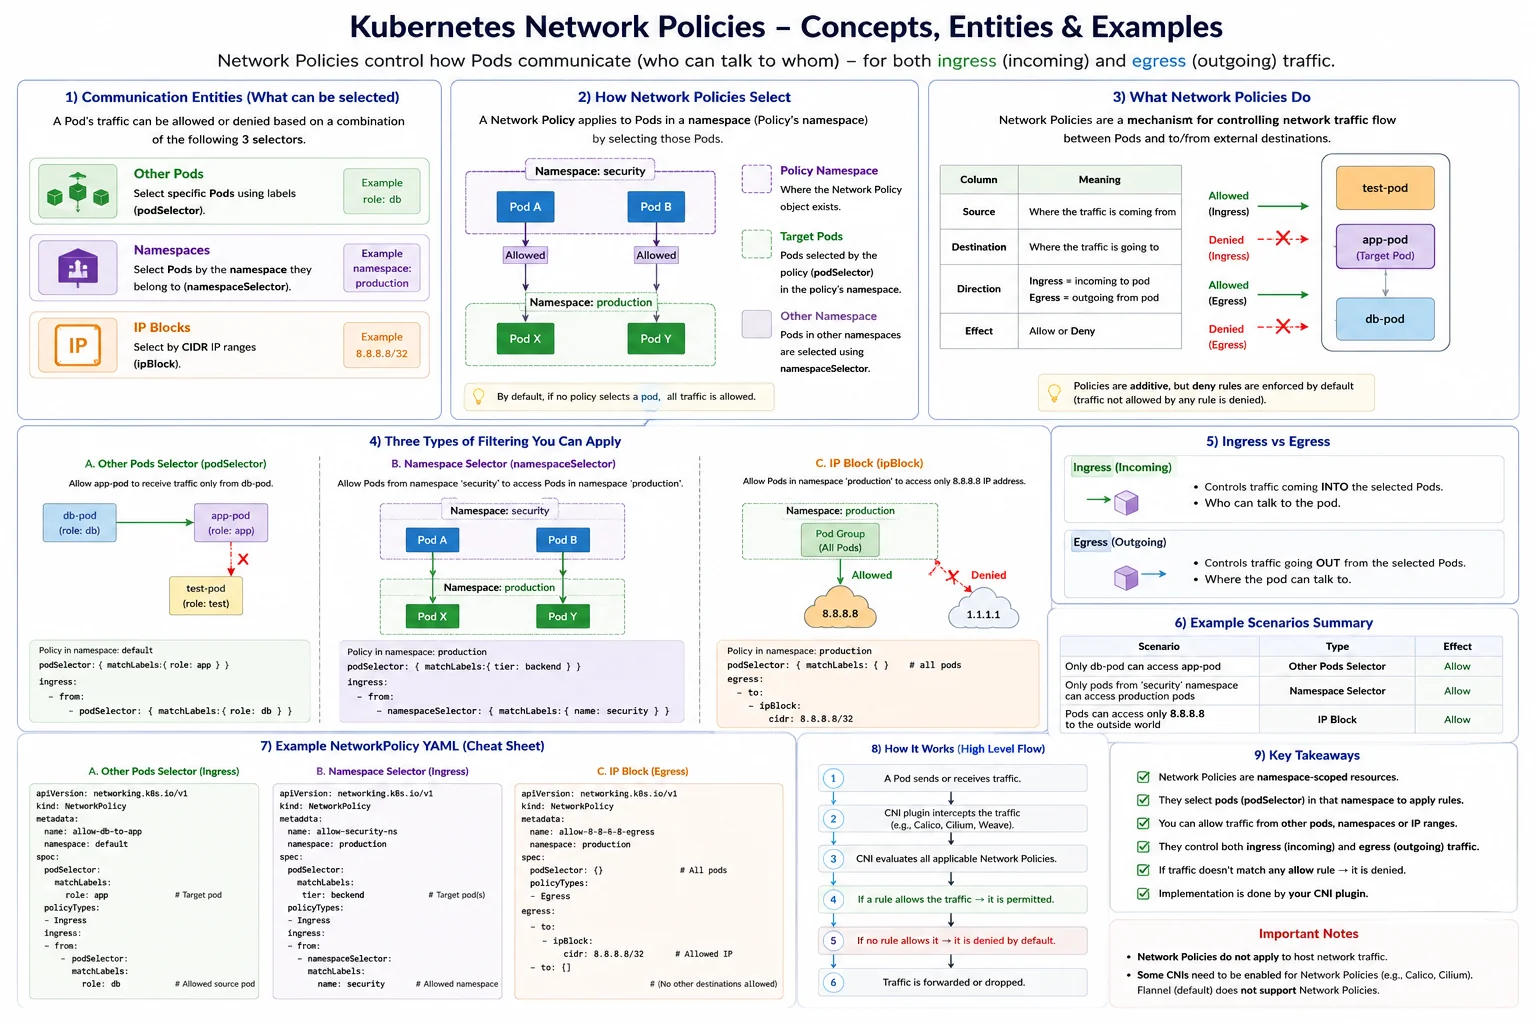 Kubernetes Network Policies – Concepts, Entities & Examples
Network Policies control how Pods communicate (who can talk to whom) – for both ingress (incoming) and egress (outgoing) traffic.
1) Communication Entities (What can be selected)
A Pod's traffic can be allowed or denied based on a combination
of the following 3 selectors.
Other Pods
Select specific Pods using labels
(podSelector).
Example
role: db
Namespaces
Select Pods by the namespace they
belong to (namespaceSelector).
Example
namespace:
production
IP
IP Blocks
Select by CIDR IP ranges
(ipBlock).
Example
8.8.8.8/32
2) How Network Policies Select
A Network Policy applies to Pods in a namespace (Policy's namespace)
by selecting those Pods.
Namespace: security
Pod A
Pod B
Allowed
Allowed
Namespace: production
Pod X
Pod Y
Policy Namespace
Where the Network Policy
object exists.
Target Pods
Pods selected by the
policy (podSelector)
in the policy's namespace.
Other Namespace
Pods in other namespaces
are selected using
namespaceSelector.
By default, if no policy selects a pod, all traffic is allowed.
3) What Network Policies Do
Network Policies are a mechanism for controlling network traffic flow
between Pods and to/from external destinations.
Column Meaning
Source Where the traffic is coming from
Destination Where the traffic is going to
Direction Ingress = incoming to pod
Egress = outgoing from pod
Effect Allow or Deny
Allowed
(Ingress)
Denied
(Ingress)
Allowed
(Egress)
Denied
(Egress)
test-pod
app-pod
(Target Pod)
db-pod
Policies are additive, but deny rules are enforced by default
(traffic not allowed by any rule is denied).
4) Three Types of Filtering You Can Apply
A. Other Pods Selector (podSelector)
Allow app-pod to receive traffic only from db-pod.
db-pod
(role: db)
app-pod
(role: app)
test-pod
(role: test)
Policy in namespace: default
podSelector: { matchLabels:{ role: app } }
ingress:
– from:
– podSelector: { matchLabels:{ role: db } }
B. Namespace Selector (namespaceSelector)
Allow Pods from namespace 'security' to access Pods in namespace 'production'.
Namespace: security
Pod A
Pod B
Namespace: production
Pod X
Pod Y
Policy in namespace: production
podSelector: { matchLabels:{ tier: backend } }
ingress:
– from:
– namespaceSelector: { matchLabels:{ name: security } }
C. IP Block (ipBlock)
Allow Pods in namespace 'production' to access only 8.8.8.8 IP address.
Namespace: production
Pod Group
(All Pods)
Allowed
Denied
8.8.8.8
1.1.1.1
Policy in namespace: production
podSelector: { matchLabels: { } # all pods
egress:
– to:
– ipBlock:
cidr: 8.8.8.8/32
5) Ingress vs Egress
Ingress (Incoming)
• Controls traffic coming INTO the selected Pods.
• Who can talk to the pod.
Egress (Outgoing)
• Controls traffic going OUT from the selected Pods.
• Where the pod can talk to.
6) Example Scenarios Summary
Scenario Type Effect
Only db-pod can access app-pod Other Pods Selector Allow
Only pods from 'security' namespace
can access production pods Namespace Selector Allow
Pods can access only 8.8.8.8
to the outside world IP Block Allow
7) Example NetworkPolicy YAML (Cheat Sheet)
A. Other Pods Selector (Ingress)
apiVersion: networking.k8s.io/v1
kind: NetworkPolicy
metadata:
name: allow-db-to-app
namespace: default
spoc:
podSelector:
matchLabels:
role: app # Target pod
policyTypes:
– Ingress
ingress:
– from:
– podSelector:
matchLabels:
role: db # Allowed source pod
B. Namespace Selector (Ingress)
apiVersion: networking.k8s.io/v1
kind: NetworkPolicy
metaddta:
name: allow-security-ns
namespace: production
spec:
podSelector:
matchLabels:
tier: beckend # Target pod(s)
policyTypes:
– Ingress
ingress:
– from:
– namespaceSelector:
matchLabels:
name: security # Allowed namespace
C. IP Block (Egress)
apiVersion: networking.k8s.io/v1
kind: NetworkPolicy
metadata:
name: allow-8-8-6-8-egress
namespace: production
spec:
podSelector: {} # All pods
policyTypes:
– Egress
egress:
– to:
– ipBlock:
cidr: 8.8.8.8/32 # Allowed IP
– to: []
# (No other destinations allowed)
8) How It Works (High Level Flow)
1 A Pod sends or receives traffic.
2 CNI plugin intercepts the traffic
(e.g., Calico, Cilium, Weave).
3 CNI evaluates all applicable Network Policies.
4 If a rule allows the traffic → it is permitted.
5 If no rule allows it → it is denied by default.
6 Traffic is forwarded or dropped.
9) Key Takeaways
Network Policies are namespace-scoped resources.
They select pods (podSelector) in that namespace to apply rules.
You can allow traffic from other pods, namespaces or IP ranges.
They control both ingress (incoming) and egress (outgoing) traffic.
If traffic doesn't match any allow rule → it is denied.
Implementation is done by your CNI plugin.
Important Notes
• Network Policies do not apply to host network traffic.
• Some CNIs need to be enabled for Network Policies (e.g., Calico, Cilium).
Flannel (default) does not support Network Policies.